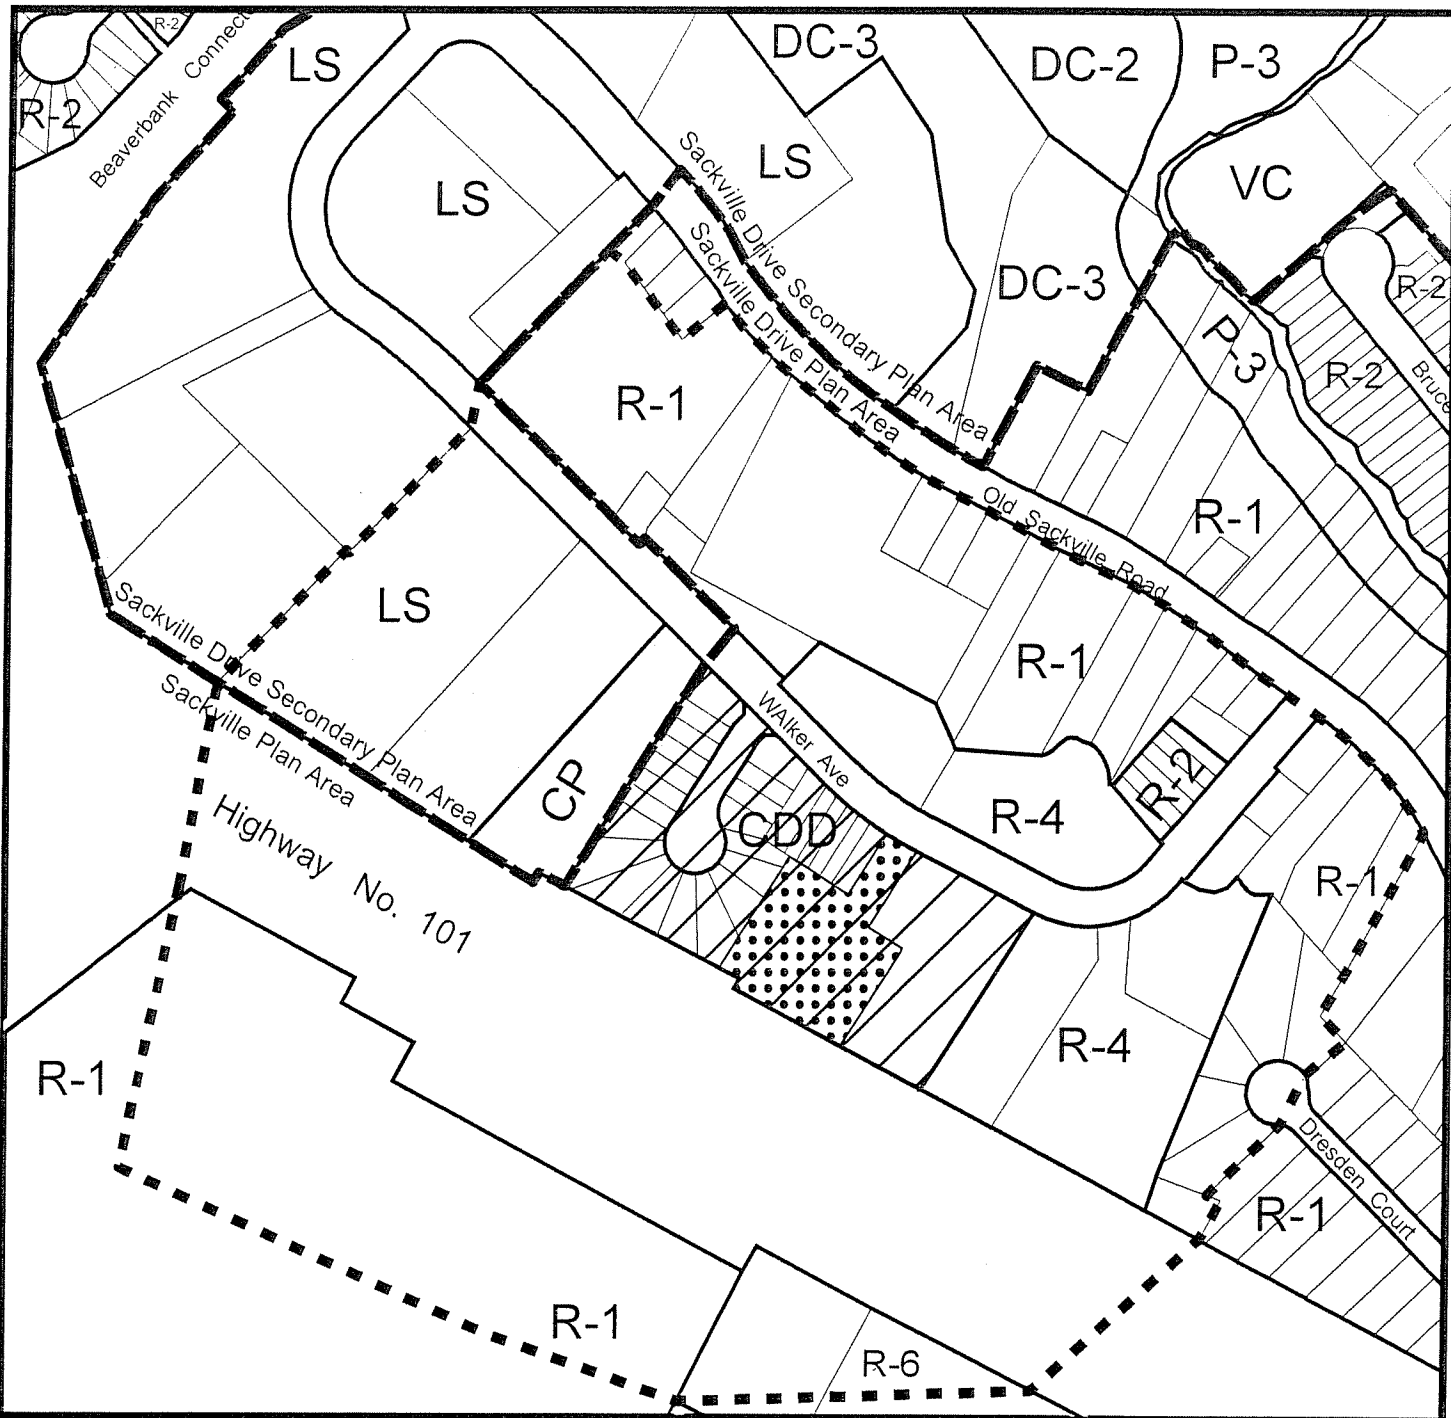 R-2
Beaverbank Connect
LS
DC-3
DC-2
P-3
R-2
LS
LS
VC
Sackville Drive Secondary Plan Area
Sackville Drive Plan Area
DC-3
R-2
P-3
R-2
Bruce
R-1
Old Sackville Road
R-1
LS
R-1
Sackville Drive Secondary Plan Area
Sackville Plan Area
WAlker Ave
CP
R-2
R-4
CDD
Highway No. 101
R-1
R-4
R-1
Dresden Court
R-1
R-1
R-6